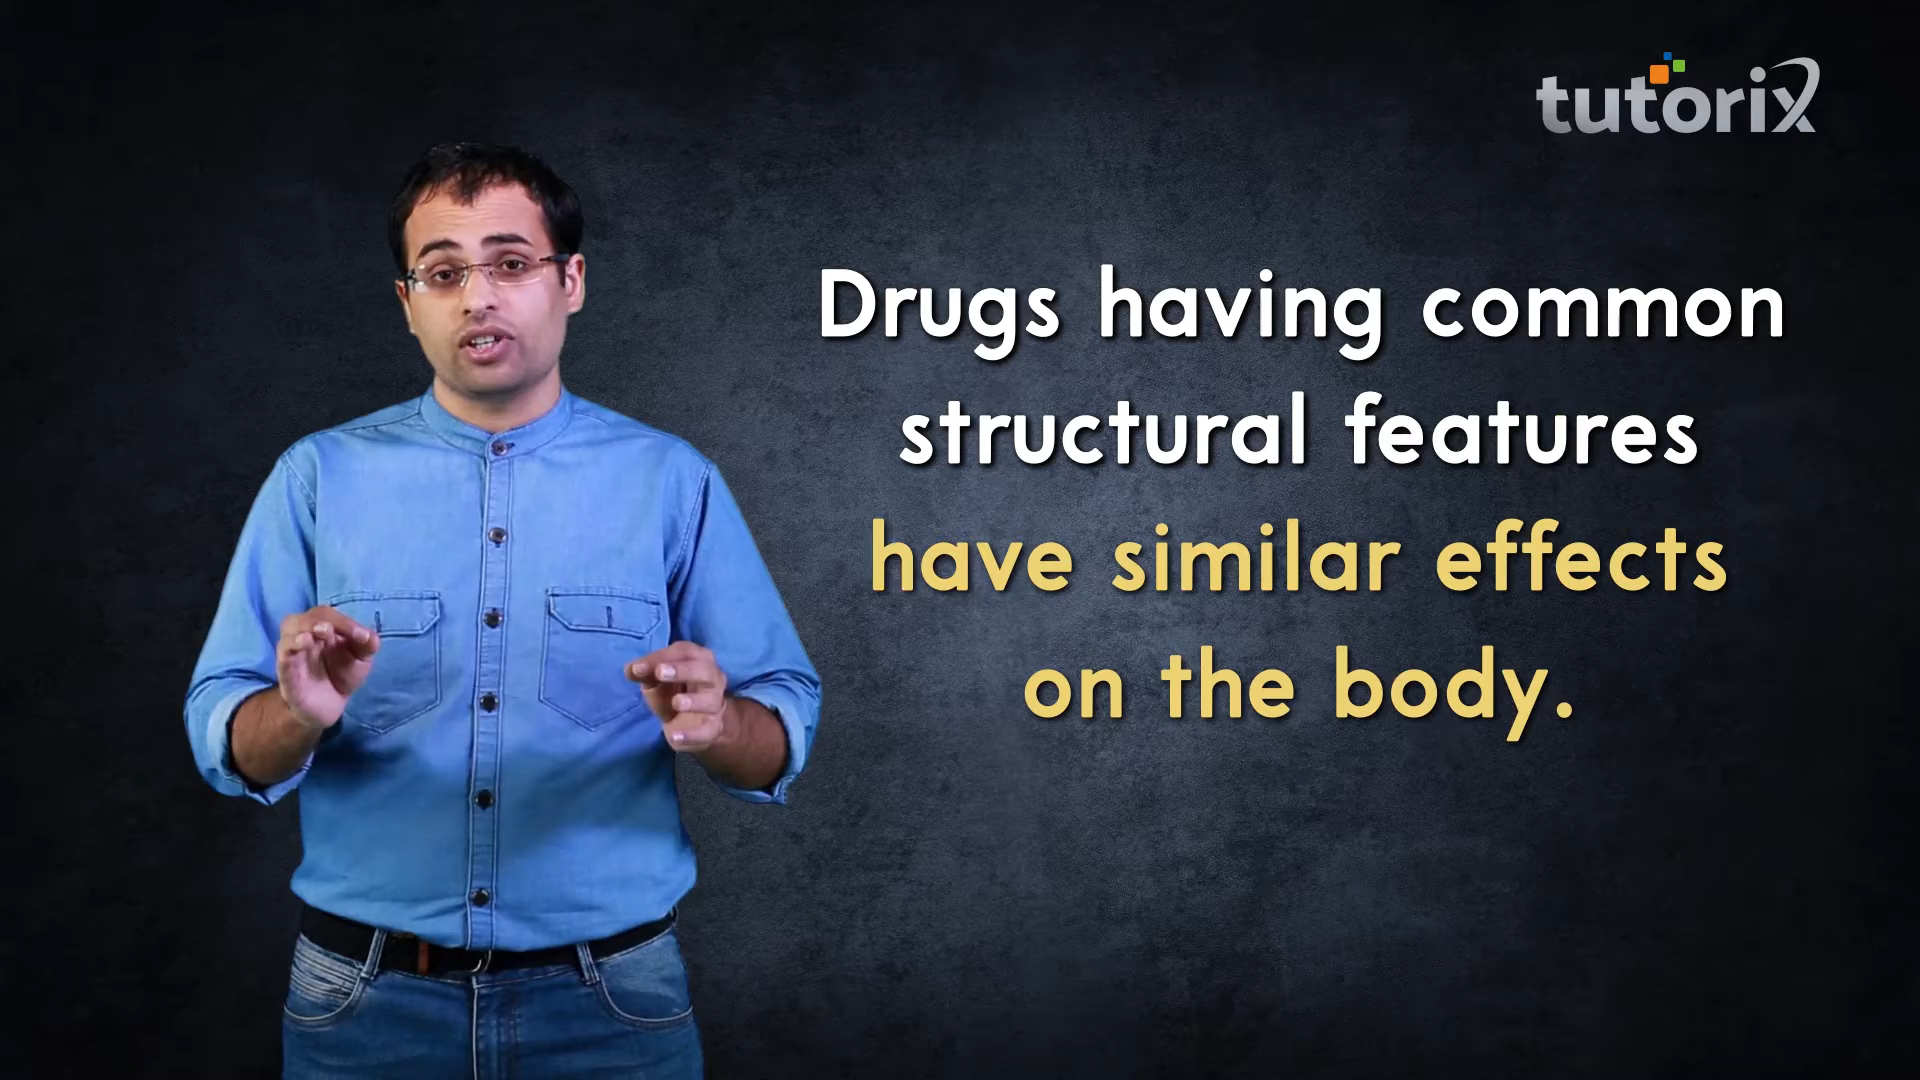 tutorix
Drugs having common
structural features
have similar effects
on the body.